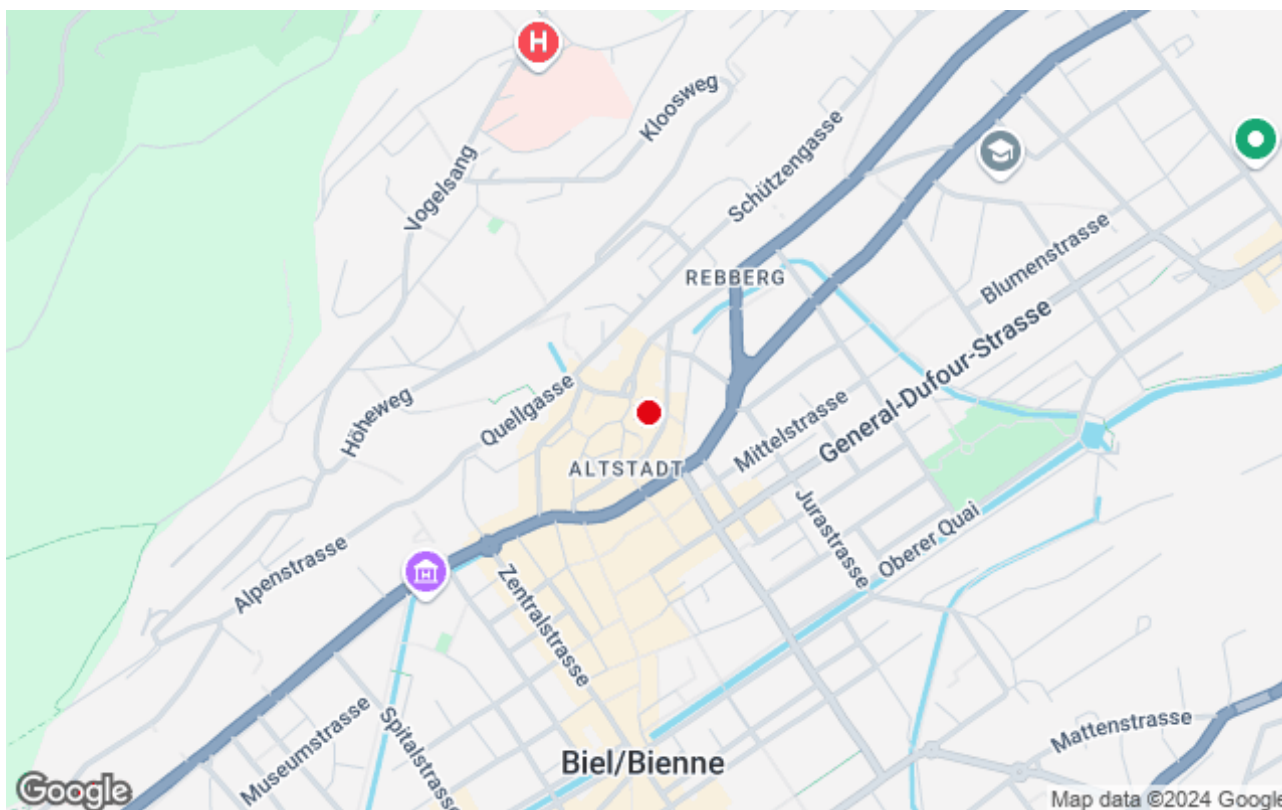 H
Kloosweg
Vogelsang
Schützengasse
REBBERG
Blumenstrasse
General-Dufour-Strasse
Höheweg
Quellgasse
Mittelstrasse
ALTSTADT
Jurastrasse
Oberer Quai
Alpenstrasse
Zentralstrasse
Museumstrasse
Spitalstrasse
Mattenstrasse
Biel/Bienne
Google
Map data ©2024 Google